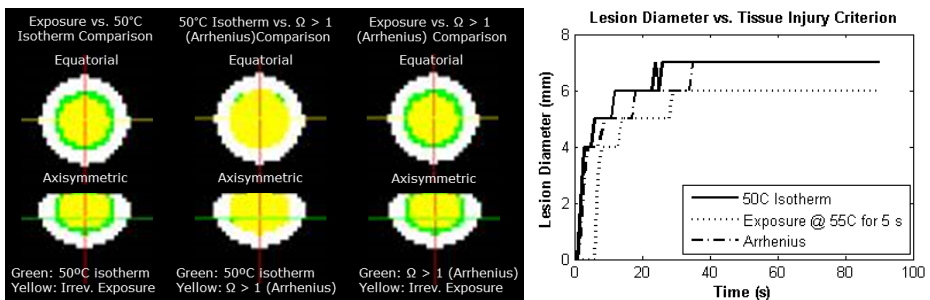 Exposure vs. 50°C
Isotherm Comparison
Equatorial
Axisymmetric
Green: 50ºC isotherm
Yellow: Irrev. Exposure
50°C Isotherm vs. Ω > 1
(Arrhenius)Comparison
Equatorial
Axisymmetric
Green: 50ºC isotherm
Yellow: Ω > 1 (Arrhenius)
Exposure vs. Ω > 1
(Arrhenius) Comparison
Equatorial
Axisymmetric
Green: Ω > 1 (Arrhenius)
Yellow: Irrev. Exposure
Lesion Diameter vs. Tissue Injury Criterion
Lesion Diameter (mm)
8
6
4
2
0
50C Isotherm
Exposure @ 55C for 5 s
Arrhenius
0 20 40 60 80 100
Time (s)